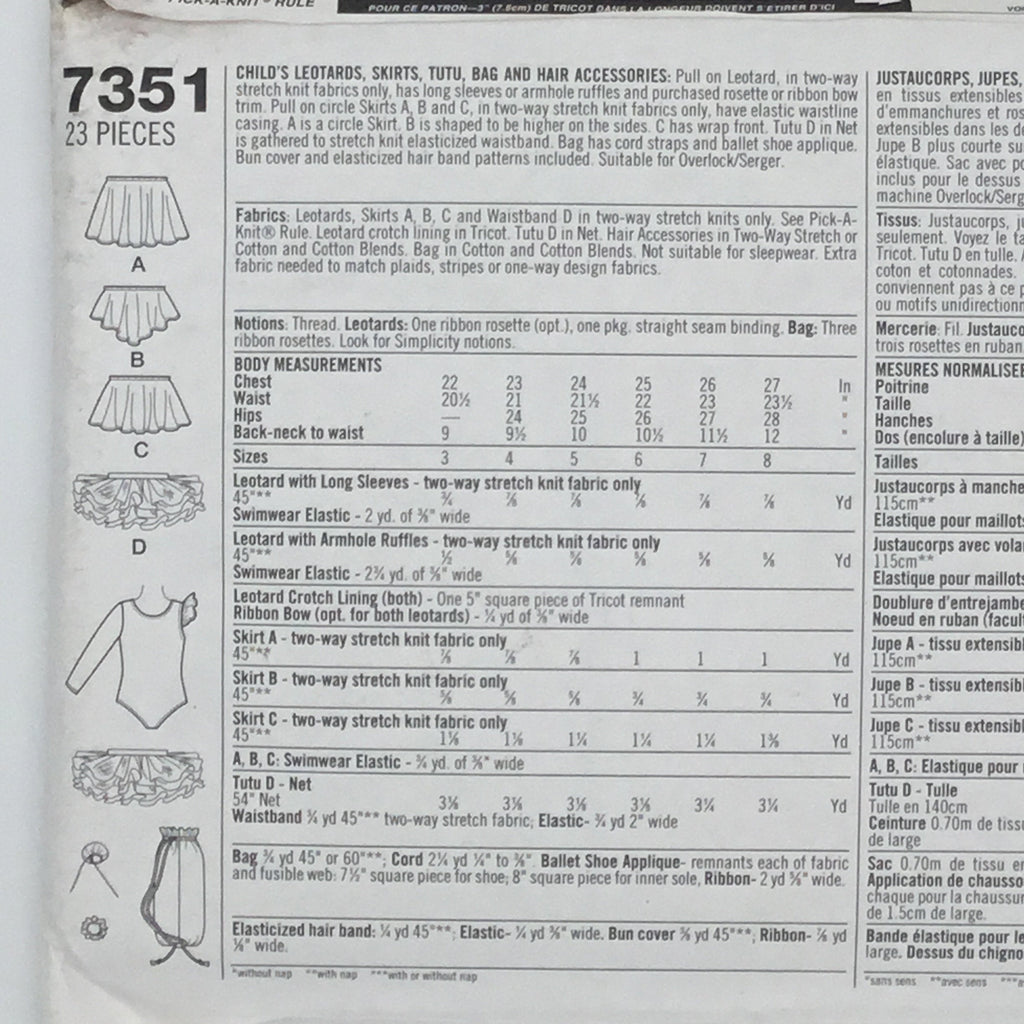 PICK-A-KNIT® RULE
POUR CE PATRON—3" (7.6cm) DE TRICOT DANS LA LONGEUR DOIVENT S'ETIRER D'ICI
7351
23 PIECES
A
B
C
D
CHILD'S LEOTARDS, SKIRTS, TUTU, BAG AND HAIR ACCESSORIES: Pull on Leotard, in two-way
stretch knit fabrics only, has long sleeves or armhole ruffles and purchased rosette or ribbon bow
trim. Pull on circle Skirts A, B and C, in two-way stretch knit fabrics only, have elastic waistline
casing. A is a circle Skirt. B is shaped to be higher on the sides. C has wrap front. Tutu D in Net
is gathered to stretch knit elasticized waistband. Bag has cord straps and ballet shoe applique.
Bun cover and elasticized hair band patterns included. Suitable for Overlock/Serger.
Fabrics: Leotards, Skirts A, B, C and Waistband D in two-way stretch knits only. See Pick-A-
Knit® Rule. Leotard crotch lining in Tricot. Tutu D in Net. Hair Accessories in Two-Way Stretch or
Cotton and Cotton Blends. Bag in Cotton and Cotton Blends. Not suitable for sleepwear. Extra
fabric needed to match plaids, stripes or one-way design fabrics.
Notions: Thread. Leotards: One ribbon rosette (opt.), one pkg. straight seam binding. Bag: Three
ribbon rosettes. Look for Simplicity notions.
BODY MEASUREMENTS
Chest 22 23 24 25 26 27 In
Waist 20½ 21 21½ 22 23 23½ "
Hips — 24 25 26 27 28 "
Back-neck to waist 9 9½ 10 10½ 11½ 12 "
Sizes 3 4 5 6 7 8
Leotard with Long Sleeves - two-way stretch knit fabric only
45"** ¾ ⅞ ⅞ ⅞ ⅞ ⅞ Yd
Swimwear Elastic - 2 yd. of ⅜" wide
Leotard with Armhole Ruffles - two-way stretch knit fabric only
45"** ½ ⅝ ⅝ ⅝ ⅝ ⅝ Yd
Swimwear Elastic - 2¾ yd. of ⅜" wide
Leotard Crotch Lining (both) - One 5" square piece of Tricot remnant
Ribbon Bow (opt. for both leotards) - ¼ yd of ⅜" wide
Skirt A - two-way stretch knit fabric only
45"** ⅞ ⅞ ⅞ 1 1 1 Yd
Skirt B - two-way stretch knit fabric only
45"** ⅝ ⅝ ⅝ ¾ ¾ ¾ Yd
Skirt C - two-way stretch knit fabric only
45"** 1⅛ 1⅛ 1¼ 1¼ 1¼ 1⅜ Yd
A, B, C: Swimwear Elastic - ¾ yd. of ⅜" wide
Tutu D - Net
54" Net 3⅛ 3⅛ 3⅛ 3⅛ 3¼ 3¼ Yd
Waistband ¼ yd 45"** two-way stretch fabric; Elastic- ¾ yd 2" wide
Bag ¾ yd 45" or 60"***; Cord 2¼ yd ¼" to ⅜". Ballet Shoe Applique- remnants each of fabric
and fusible web: 7½" square piece for shoe; 8" square piece for inner sole, Ribbon- 2 yd ⅝" wide.
Elasticized hair band: ¼ yd 45"***; Elastic- ¼ yd ⅜" wide. Bun cover ⅜ yd 45"***; Ribbon- ⅞ yd
⅛" wide.
*without nap **with nap ***with or without nap
JUSTAUCORPS, JUPES,
en tissus extensibles
d'emmanchures et ros
extensibles dans les de
Jupe B plus courte su
élastique. Sac avec po
inclus pour le dessus
machine Overlock/Serg
Tissus: Justaucorps, ju
seulement. Voyez le ta
Tricot. Tutu D en tulle.
coton et cotonnades.
conviennent pas à ce p
ou motifs unidirectionn
Mercerie: Fil. Justauco
trois rosettes en ruban
MESURES NORMALISEE
Poitrine
Taille
Hanches
Dos (encolure à taille)
Tailles
Justaucorps à manche
115cm**
Elastique pour maillots
Justaucorps avec vola
115cm**
Elastique pour maillots
Doublure d'entrejambe
Noeud en ruban (facult
Jupe A - tissu extensibl
115cm**
Jupe B - tissu extensib
115cm**
Jupe C - tissu extensib
115cm**
A, B, C: Elastique pour
Tutu D - Tulle
Tulle en 140cm
Ceinture 0.70m de tissu
de large
Sac 0.70m de tissu en
Application de chausso
chaque pour la chaussur
de 1.5cm de large.
Bande élastique pour le
large. Dessus du chigno
*sans sens **avec sens